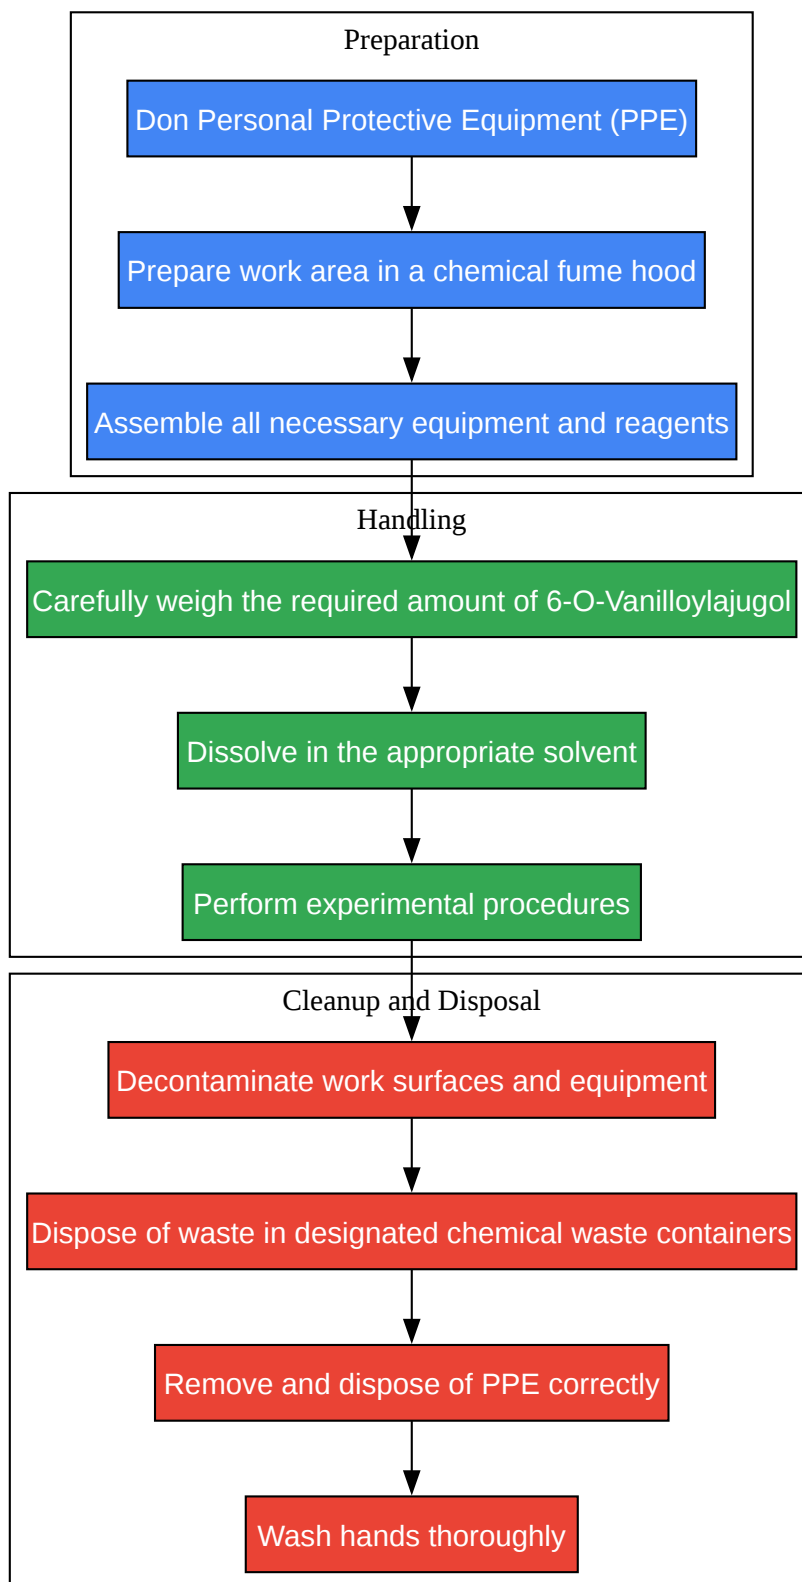 Preparation
Don Personal Protective Equipment (PPE)
Prepare work area in a chemical fume hood
Assemble all necessary equipment and reagents
Handling
Carefully weigh the required amount of 6-O-Vanilloylajugol
Dissolve in the appropriate solvent
Perform experimental procedures
Cleanup and Disposal
Decontaminate work surfaces and equipment
Dispose of waste in designated chemical waste containers
Remove and dispose of PPE correctly
Wash hands thoroughly